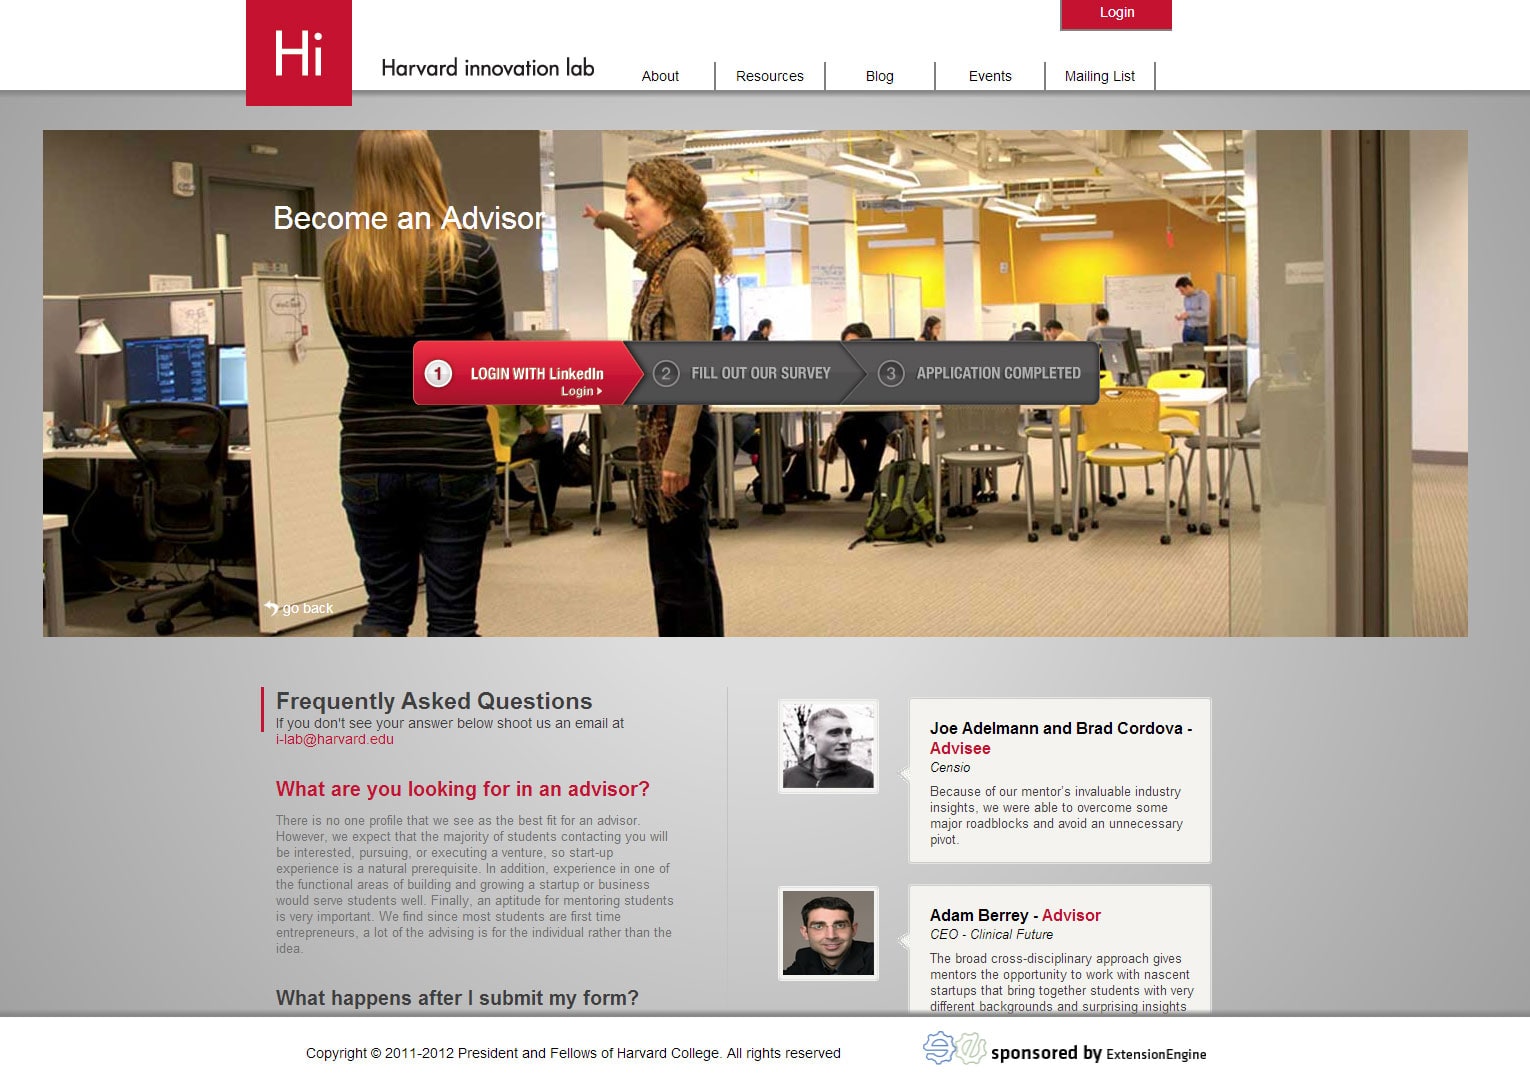 Login
Hi
Harvard innovation lab
About
Resources
Blog
Events
Mailing List
Become an Advisor
1 LOGIN WITH LinkedIn
Login
2 FILL OUT OUR SURVEY
3 APPLICATION COMPLETED
go back
Frequently Asked Questions
If you don't see your answer below shoot us an email at
i-lab@harvard.edu
What are you looking for in an advisor?
There is no one profile that we see as the best fit for an advisor.
However, we expect that the majority of students contacting you will
be interested, pursuing, or executing a venture, so start-up
experience is a natural prerequisite. In addition, experience in one of
the functional areas of building and growing a startup or business
would serve students well. Finally, an aptitude for mentoring students
is very important. We find since most students are first time
entrepreneurs, a lot of the advising is for the individual rather than the
idea.
What happens after I submit my form?
Joe Adelmann and Brad Cordova -
Advisee
Censio
Because of our mentor's invaluable industry
insights, we were able to overcome some
major roadblocks and avoid an unnecessary
pivot.
Adam Berrey - Advisor
CEO - Clinical Future
The broad cross-disciplinary approach gives
mentors the opportunity to work with nascent
startups that bring together students with very
different backgrounds and surprising insights
Copyright © 2011-2012 President and Fellows of Harvard College. All rights reserved
sponsored by ExtensionEngine